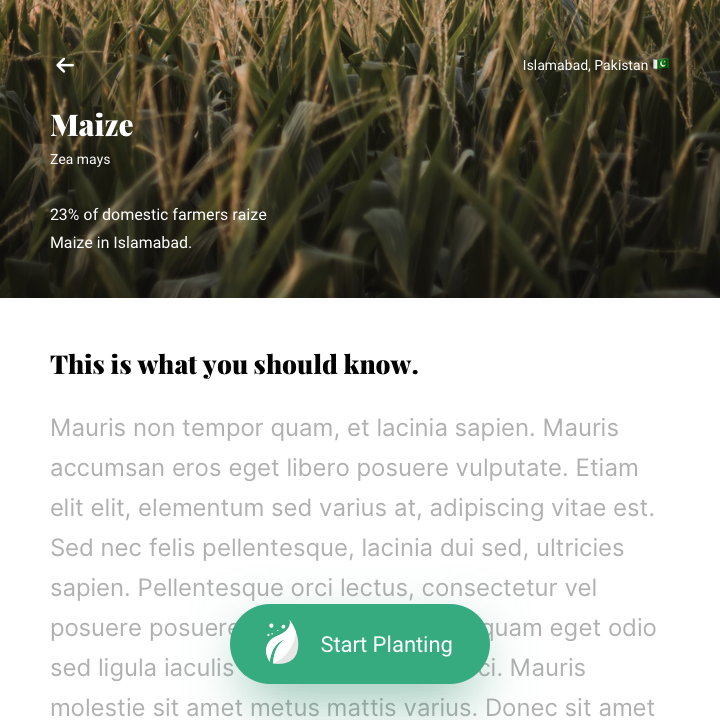 Islamabad, Pakistan
Maize
Zea mays
23% of domestic farmers raize
Maize in Islamabad.
This is what you should know.
Mauris non tempor quam, et lacinia sapien. Mauris
accumsan eros eget libero posuere vulputate. Etiam
elit elit, elementum sed varius at, adipiscing vitae est.
Sed nec felis pellentesque, lacinia dui sed, ultricies
sapien. Pellentesque orci lectus, consectetur vel
posuere posuere quam eget odio
sed ligula iaculis Mauris
molestie sit amet metus mattis varius. Donec sit amet
Start Planting